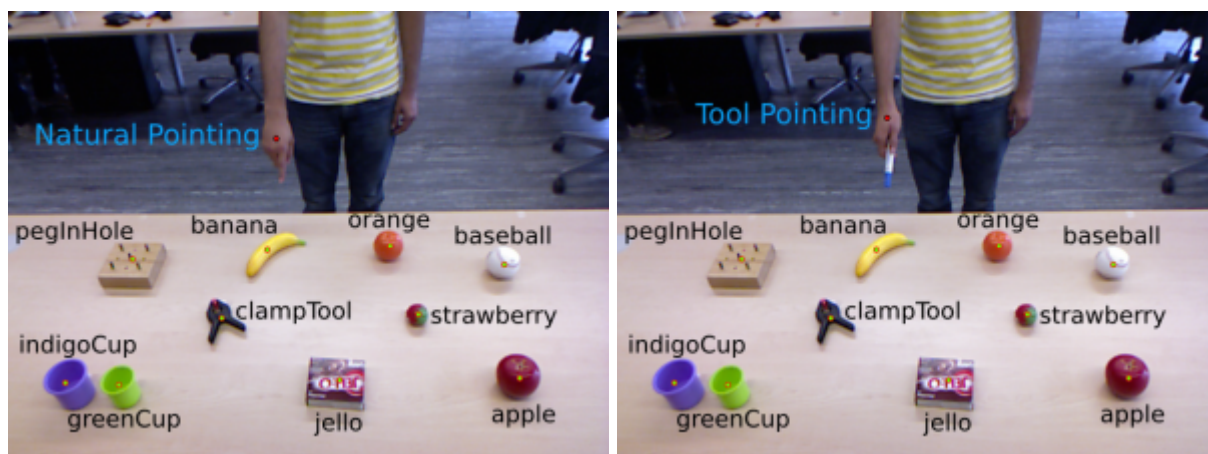 Natural Pointing
orange
banana
pegInHole
baseball
clampTool
strawberry
indigoCup
greenCup
jello
apple
Tool Pointing
orange
banana
pegInHole
baseball
clampTool
strawberry
indigoCup
greenCup
jello
apple